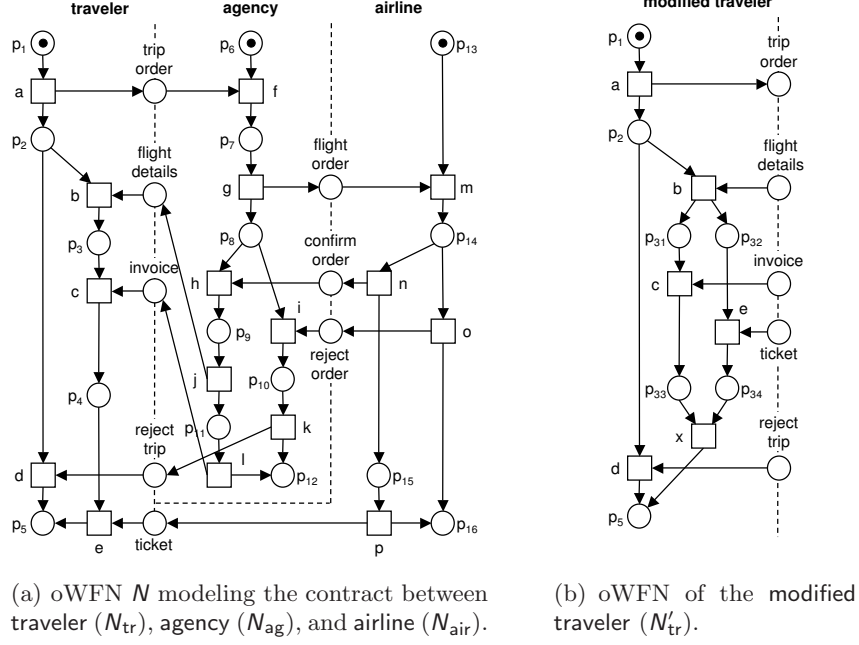 traveler agency airline modified traveler
p1 p6 p13 p1
trip order
trip order
a f a
p2 p7 p2
flight details
flight order
flight details
b g m b
p3 p8 p14 p31 p32
invoice
confirm order
invoice
c h n c
i e
p9 o
reject order
ticket
p4 j p10 p33 p34
reject trip
p11 k x
reject trip
d l p12 p15 d
p5 e ticket p p16 p5
(a) oWFN N modeling the contract between
traveler (Ntr), agency (Nag), and airline (Nair).
(b) oWFN of the modified
traveler (N′tr).